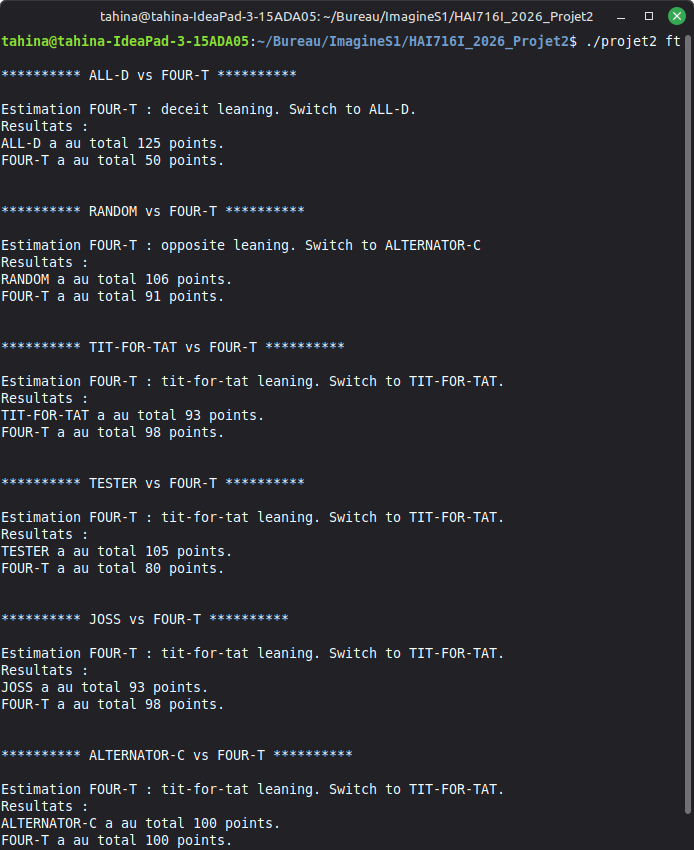 tahina@tahina-IdeaPad-3-15ADA05: ~/Bureau/ImagineS1/HAI716I_2026_Projet2
tahina@tahina-IdeaPad-3-15ADA05:~/Bureau/ImagineS1/HAI716I_2026_Projet2$ ./projet2 ft
********** ALL-D vs FOUR-T **********
Estimation FOUR-T : deceit leaning. Switch to ALL-D.
Resultats :
ALL-D a au total 125 points.
FOUR-T a au total 50 points.
********** RANDOM vs FOUR-T **********
Estimation FOUR-T : opposite leaning. Switch to ALTERNATOR-C
Resultats :
RANDOM a au total 106 points.
FOUR-T a au total 91 points.
********** TIT-FOR-TAT vs FOUR-T **********
Estimation FOUR-T : tit-for-tat leaning. Switch to TIT-FOR-TAT.
Resultats :
TIT-FOR-TAT a au total 93 points.
FOUR-T a au total 98 points.
********** TESTER vs FOUR-T **********
Estimation FOUR-T : tit-for-tat leaning. Switch to TIT-FOR-TAT.
Resultats :
TESTER a au total 105 points.
FOUR-T a au total 80 points.
********** JOSS vs FOUR-T **********
Estimation FOUR-T : tit-for-tat leaning. Switch to TIT-FOR-TAT.
Resultats :
JOSS a au total 93 points.
FOUR-T a au total 98 points.
********** ALTERNATOR-C vs FOUR-T **********
Estimation FOUR-T : tit-for-tat leaning. Switch to TIT-FOR-TAT.
Resultats :
ALTERNATOR-C a au total 100 points.
FOUR-T a au total 100 points.